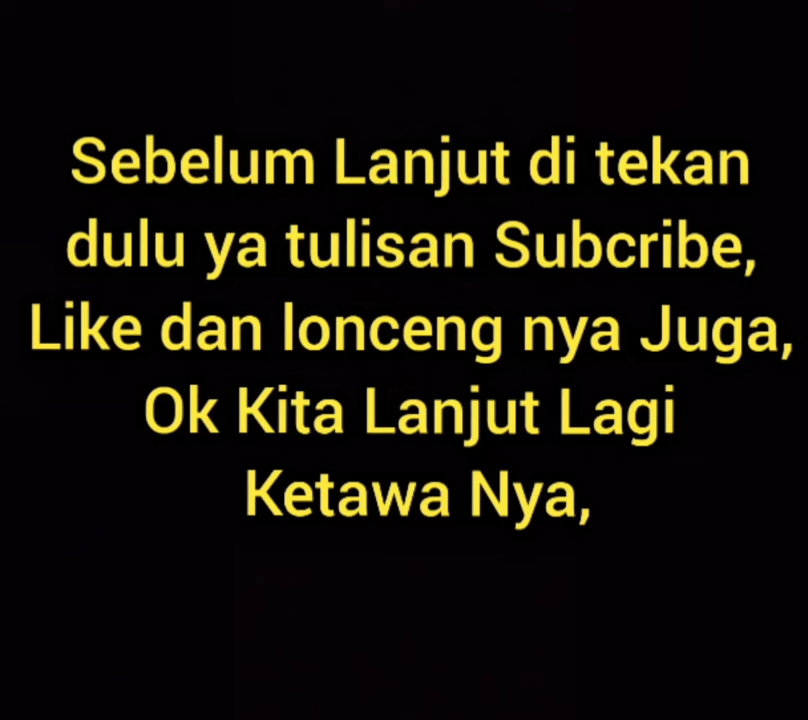 Sebelum Lanjut di tekan
dulu ya tulisan Subcribe,
Like dan lonceng nya Juga,
Ok Kita Lanjut Lagi
Ketawa Nya,